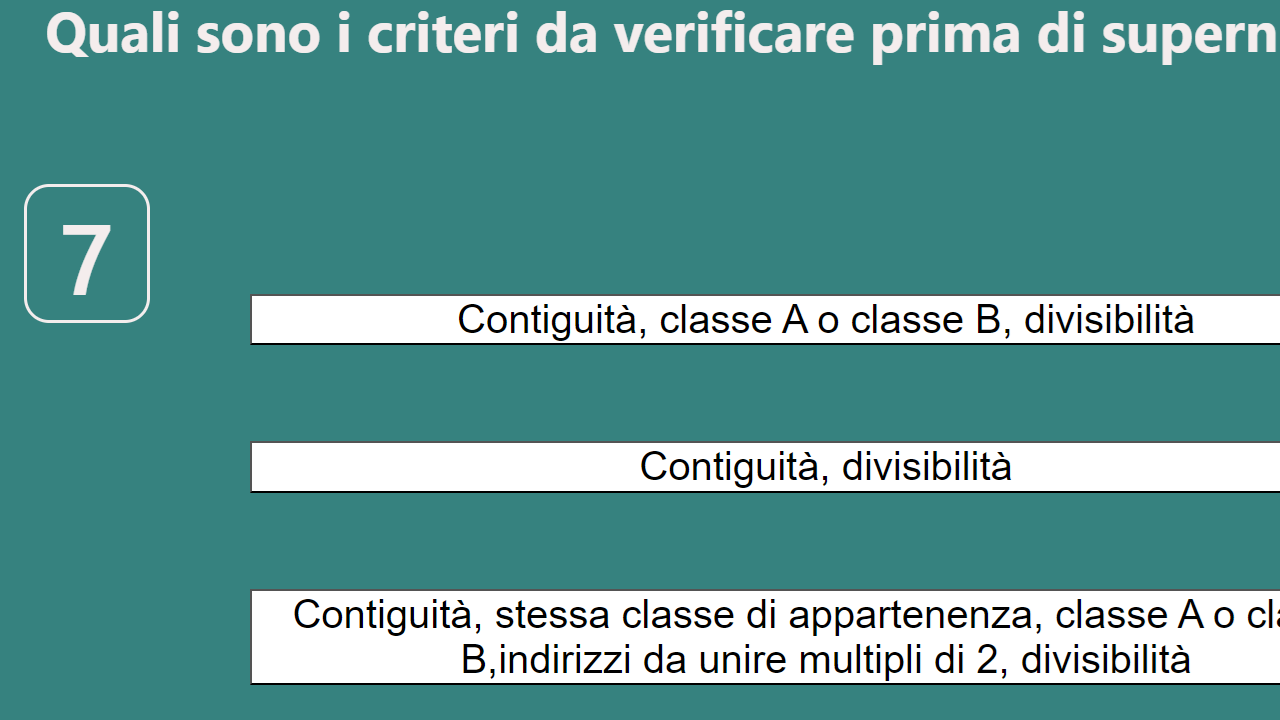 Quali sono i criteri da verificare prima di supern
7
Contiguità, classe A o classe B, divisibilità
Contiguità, divisibilità
Contiguità, stessa classe di appartenenza, classe A o cla
B,indirizzi da unire multipli di 2, divisibilità